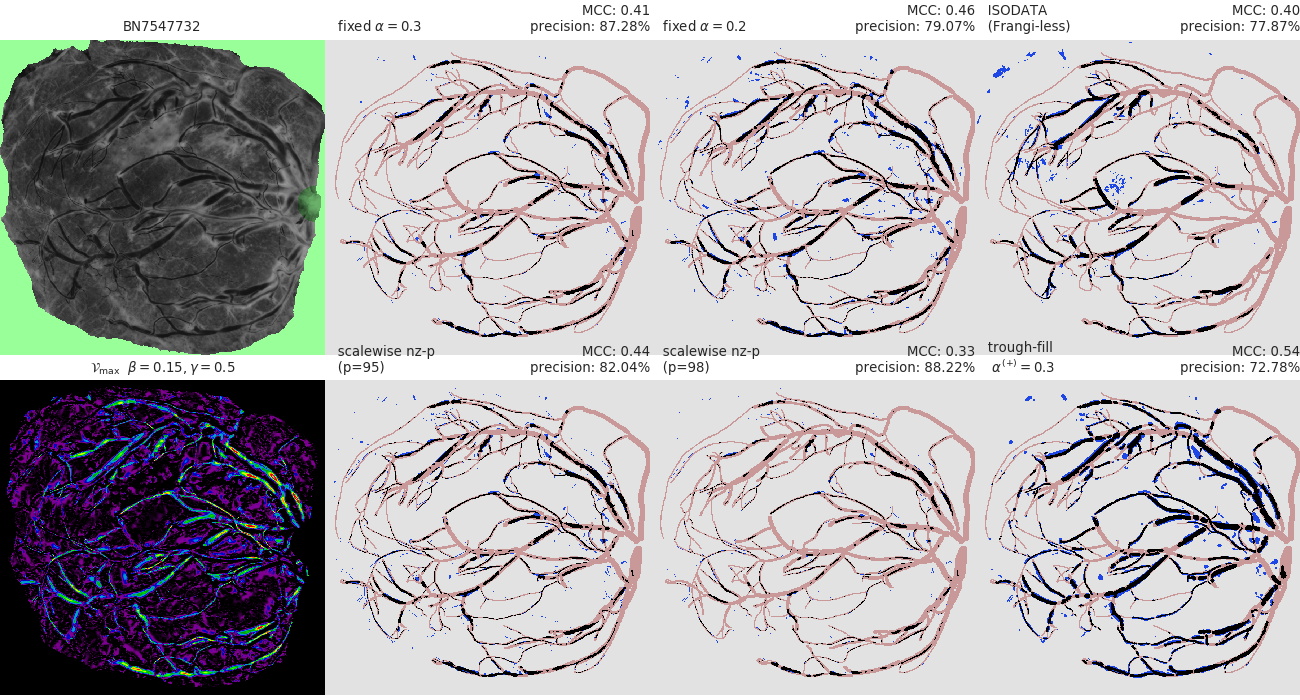 BN7547732
fixed α = 0.3
MCC: 0.41
precision: 87.28%
fixed α = 0.2
MCC: 0.46
precision: 79.07%
ISODATA
(Frangi-less)
MCC: 0.40
precision: 77.87%
𝒱max β = 0.15, γ = 0.5
scalewise nz-p
(p=95)
MCC: 0.44
precision: 82.04%
scalewise nz-p
(p=98)
MCC: 0.33
precision: 88.22%
trough-fill
α(+) = 0.3
MCC: 0.54
precision: 72.78%